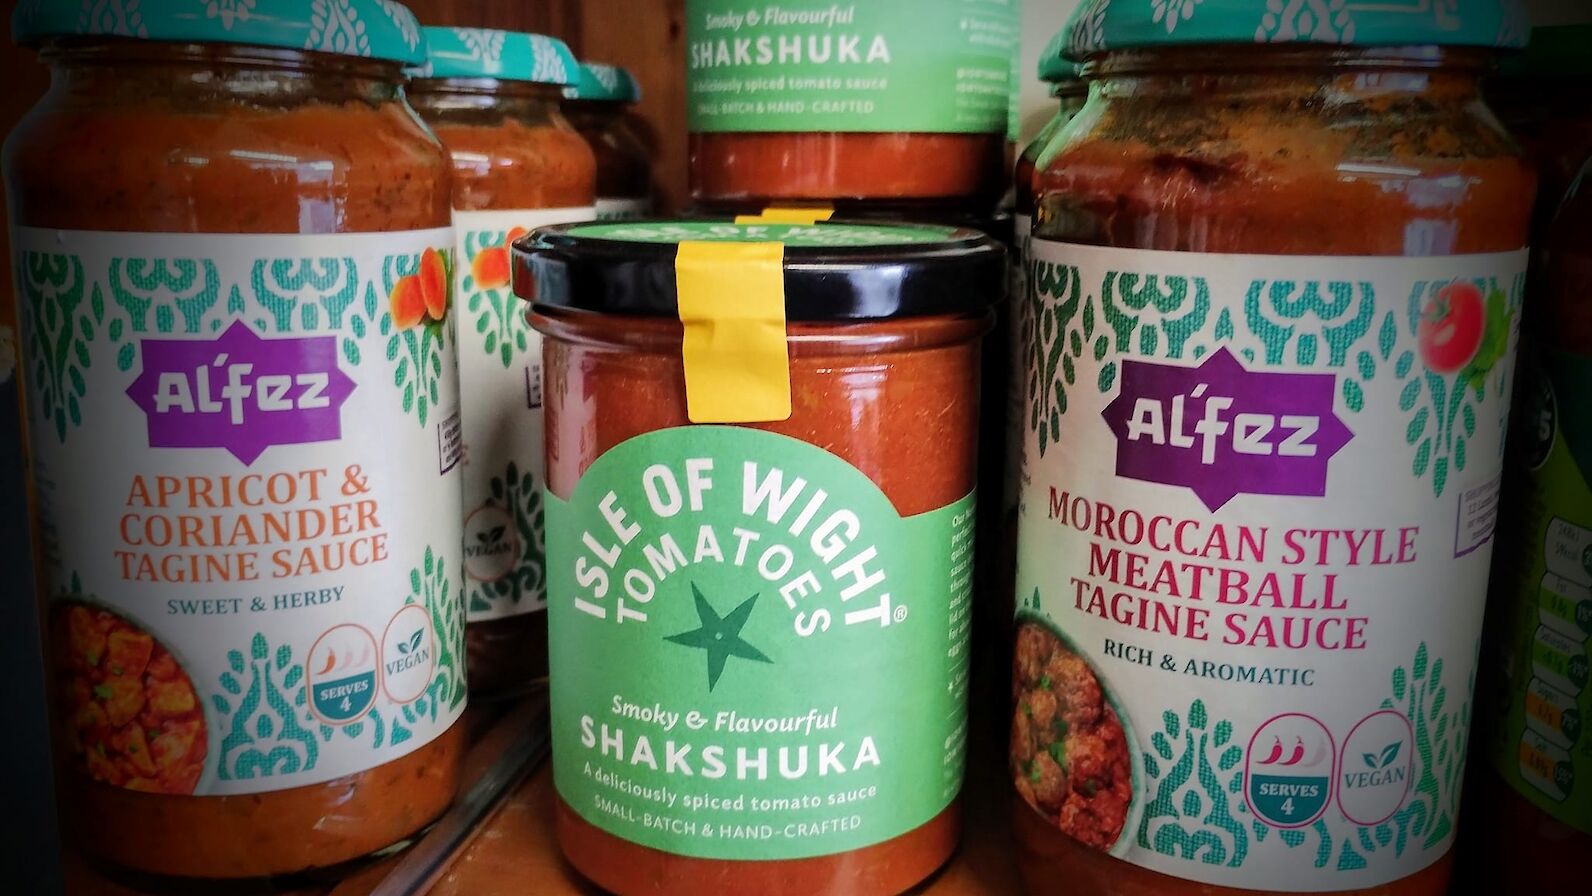 Smoky & Flavourful
SHAKSHUKA
A deliciously spiced tomato sauce
SMALL-BATCH & HAND-CRAFTED
Al'fez
APRICOT &
CORIANDER
TAGINE SAUCE
SWEET & HERBY
SERVES
4
VEGAN
VEGAN
ISLE OF WIGHT
TOMATOES
®
Smoky & Flavourful
SHAKSHUKA
A deliciously spiced tomato sauce
SMALL-BATCH & HAND-CRAFTED
Al'fez
MOROCCAN STYLE
MEATBALL
TAGINE SAUCE
RICH & AROMATIC
SERVES
4
VEGAN